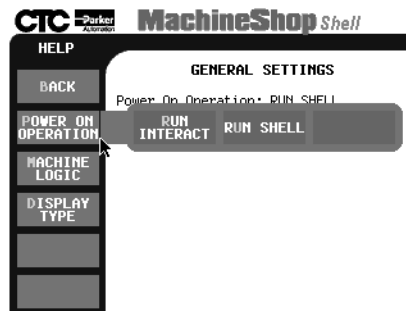 CTC Parker Automation MachineShop Shell
HELP
GENERAL SETTINGS
BACK
Power On Operation: RUN SHELL
POWER ON
OPERATION
RUN
INTERACT
RUN SHELL
MACHINE
LOGIC
DISPLAY
TYPE